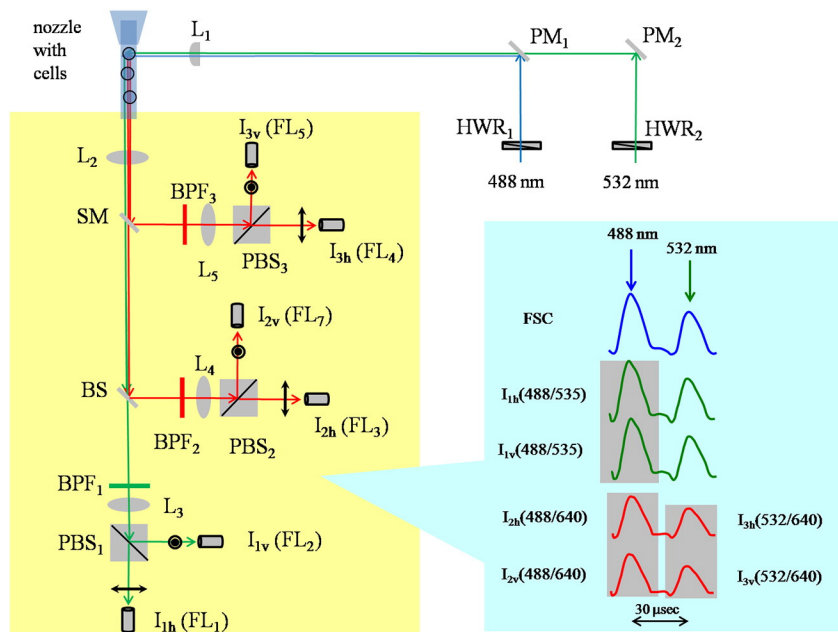 nozzle
with
cells
L1
PM1
PM2
HWR1
HWR2
488 nm
532 nm
L2
I3v (FL5)
BPF3
SM
L5
PBS3
I3h (FL4)
I2v (FL7)
L4
BS
BPF2
PBS2
I2h (FL3)
BPF1
L3
PBS1
I1v (FL2)
I1h (FL1)
488 nm
532 nm
FSC
I1h(488/535)
I1v(488/535)
I2h(488/640)
I3h(532/640)
I2v(488/640)
I3v(532/640)
30 µsec